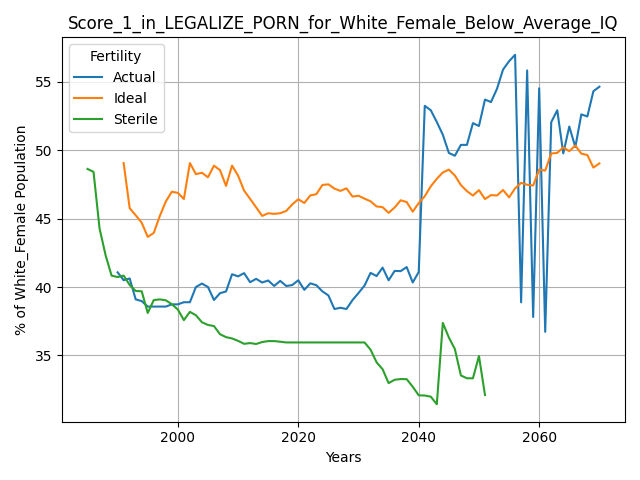 Score_1_in_LEGALIZE_PORN_for_White_Female_Below_Average_IQ
Fertility
Actual
Ideal
Sterile
% of White_Female Population
55
50
45
40
35
2000
2020
2040
2060
Years